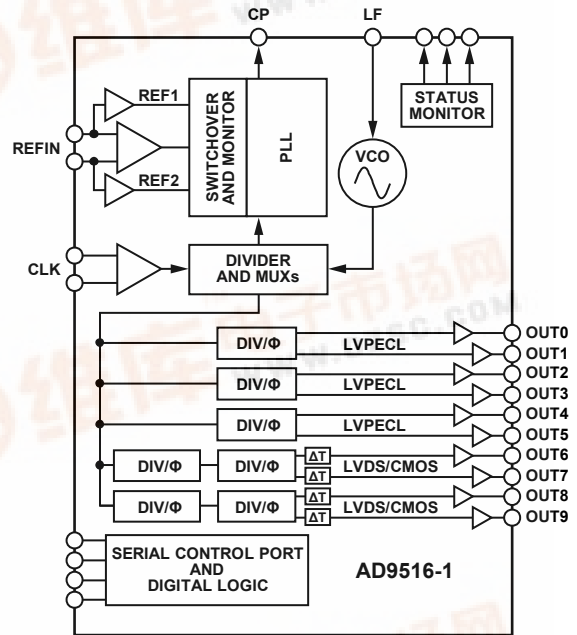 CP
LF
REF1
REFIN
REF2
SWITCHOVER
AND MONITOR
PLL
STATUS
MONITOR
VCO
CLK
DIVIDER
AND MUXs
DIV/Φ
LVPECL
OUT0
OUT1
DIV/Φ
LVPECL
OUT2
OUT3
DIV/Φ
LVPECL
OUT4
OUT5
DIV/Φ
DIV/Φ
ΔT
ΔT
LVDS/CMOS
OUT6
OUT7
DIV/Φ
DIV/Φ
ΔT
ΔT
LVDS/CMOS
OUT8
OUT9
SERIAL CONTROL PORT
AND
DIGITAL LOGIC
AD9516-1